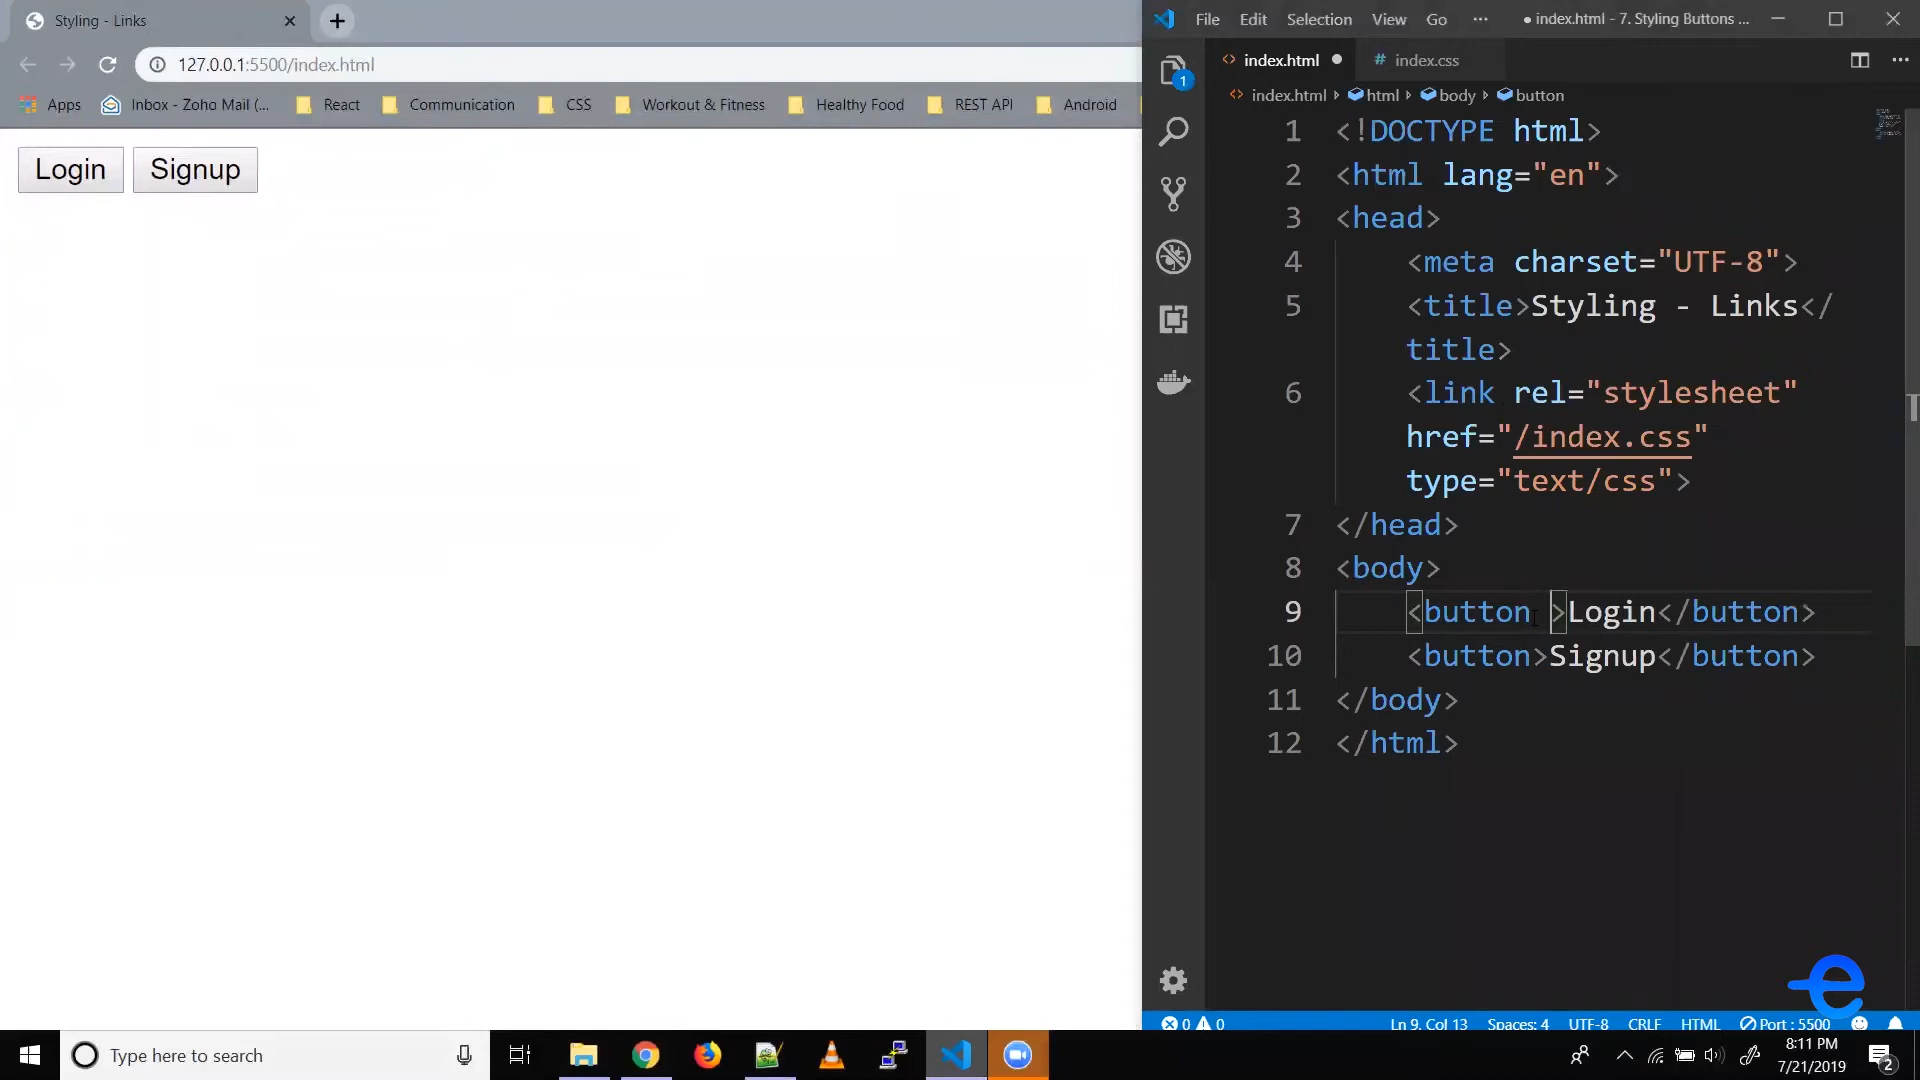 Styling - Links
127.0.0.1:5500/index.html
Apps Inbox - Zoho Mail (... React Communication CSS Workout & Fitness Healthy Food REST API Android
Login Signup
File Edit Selection View Go ··· ● index.html - 7. Styling Buttons ...
index.html # index.css
1
index.html > html > body > button
1 <!DOCTYPE html>
2 <html lang="en">
3 <head>
4 <meta charset="UTF-8">
5 <title>Styling - Links</
title>
6 <link rel="stylesheet"
href="/index.css"
type="text/css">
7 </head>
8 <body>
9 <button >Login</button>
10 <button>Signup</button>
11 </body>
12 </html>
e
0 0 Ln 9, Col 13 Spaces: 4 UTF-8 CRLF HTML Port : 5500
Type here to search
8:11 PM
7/21/2019
2